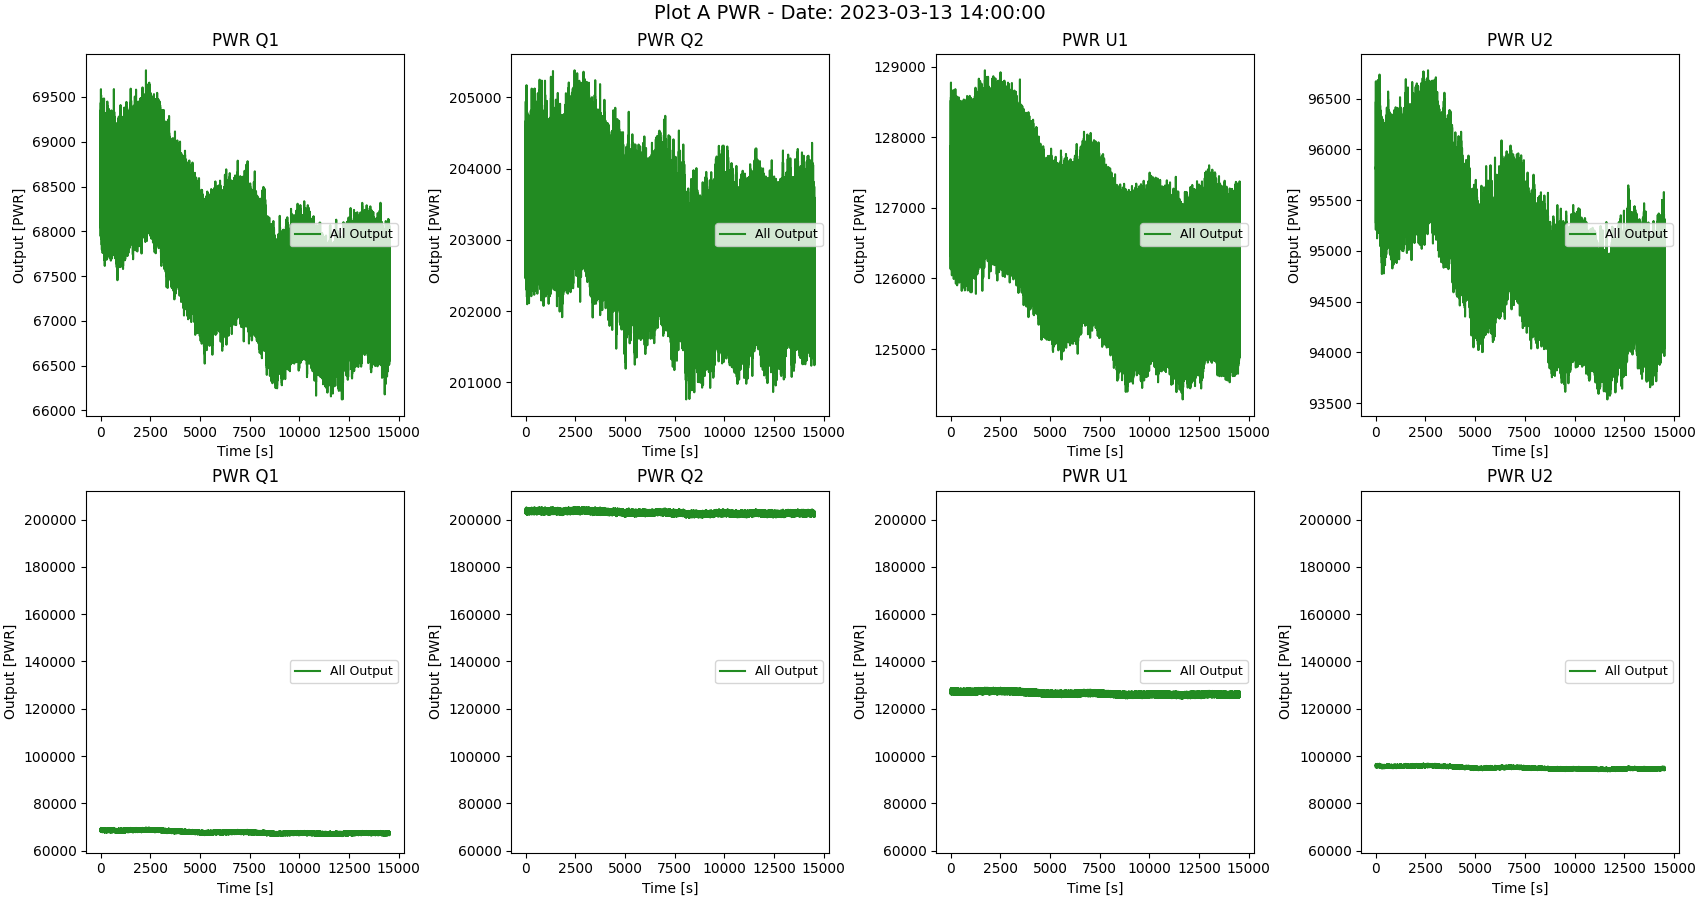 Plot A PWR - Date: 2023-03-13 14:00:00
PWR Q1
Output [PWR]
69500
69000
68500
68000
67500
67000
66500
66000
All Output
0 2500 5000 7500 10000 12500 15000
Time [s]
PWR Q2
Output [PWR]
205000
204000
203000
202000
201000
All Output
0 2500 5000 7500 10000 12500 15000
Time [s]
PWR U1
Output [PWR]
129000
128000
127000
126000
125000
All Output
0 2500 5000 7500 10000 12500 15000
Time [s]
PWR U2
Output [PWR]
96500
96000
95500
95000
94500
94000
93500
All Output
0 2500 5000 7500 10000 12500 15000
Time [s]
PWR Q1
Output [PWR]
200000
180000
160000
140000
120000
100000
80000
60000
All Output
0 2500 5000 7500 10000 12500 15000
Time [s]
PWR Q2
Output [PWR]
200000
180000
160000
140000
120000
100000
80000
60000
All Output
0 2500 5000 7500 10000 12500 15000
Time [s]
PWR U1
Output [PWR]
200000
180000
160000
140000
120000
100000
80000
60000
All Output
0 2500 5000 7500 10000 12500 15000
Time [s]
PWR U2
Output [PWR]
200000
180000
160000
140000
120000
100000
80000
60000
All Output
0 2500 5000 7500 10000 12500 15000
Time [s]